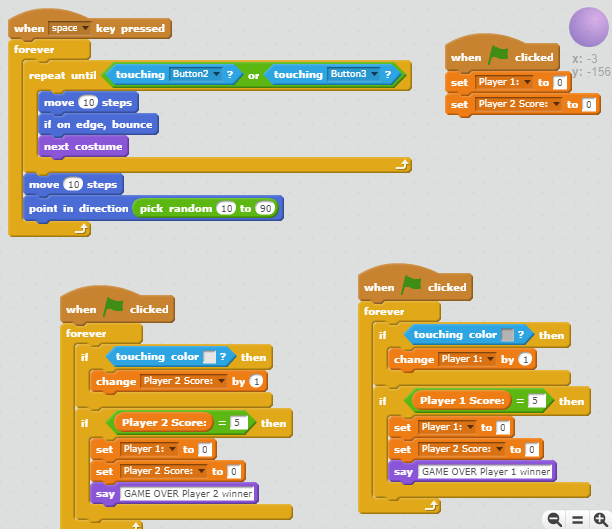 when space key pressed
forever
repeat until touching Button2 ? or touching Button3 ?
move 10 steps
if on edge, bounce
next costume
move 10 steps
point in direction pick random 10 to 90
when clicked
set Player 1: to 0
set Player 2 Score: to 0
x: -3
y: -156
when clicked
forever
if touching color ? then
change Player 2 Score: by 1
if Player 2 Score: = 5 then
set Player 1: to 0
set Player 2 Score: to 0
say GAME OVER Player 2 winner
when clicked
forever
if touching color ? then
change Player 1: by 1
if Player 1 Score: = 5 then
set Player 1: to 0
set Player 2 Score: to 0
say GAME OVER Player 1 winner